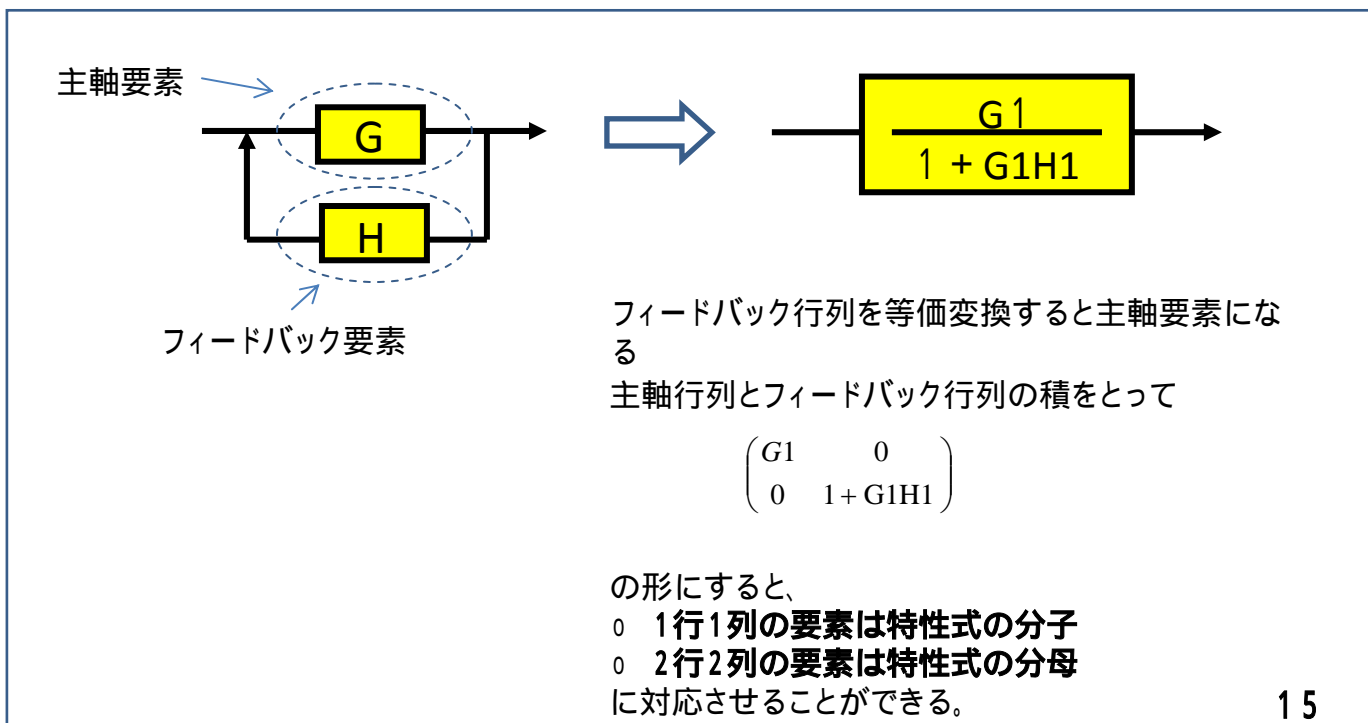 主軸要素
G
H
フィードバック要素
G1
1 + G1H1
フィードバック行列を等価変換すると主軸要素にな
る
主軸行列とフィードバック行列の積をとって
G1 0
0 1 + G1H1
の形にすると、
o 1行1列の要素は特性式の分子
o 2行2列の要素は特性式の分母
に対応させることができる。
15